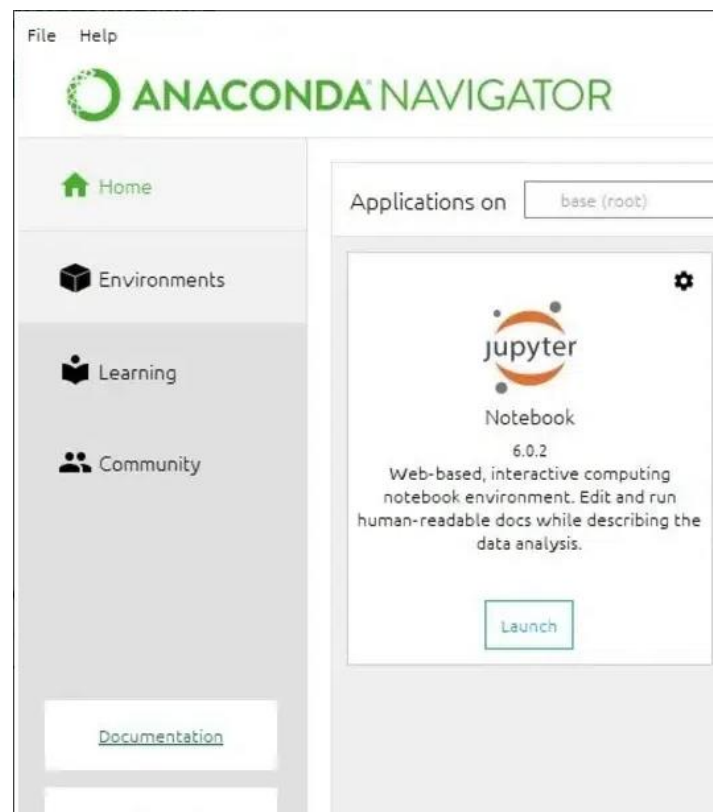 File Help
ANACONDA NAVIGATOR
Home
Environments
Learning
Community
Documentation
Applications on base (root)
jupyter
Notebook
6.0.2
Web-based, interactive computing
notebook environment. Edit and run
human-readable docs while describing the
data analysis.
Launch